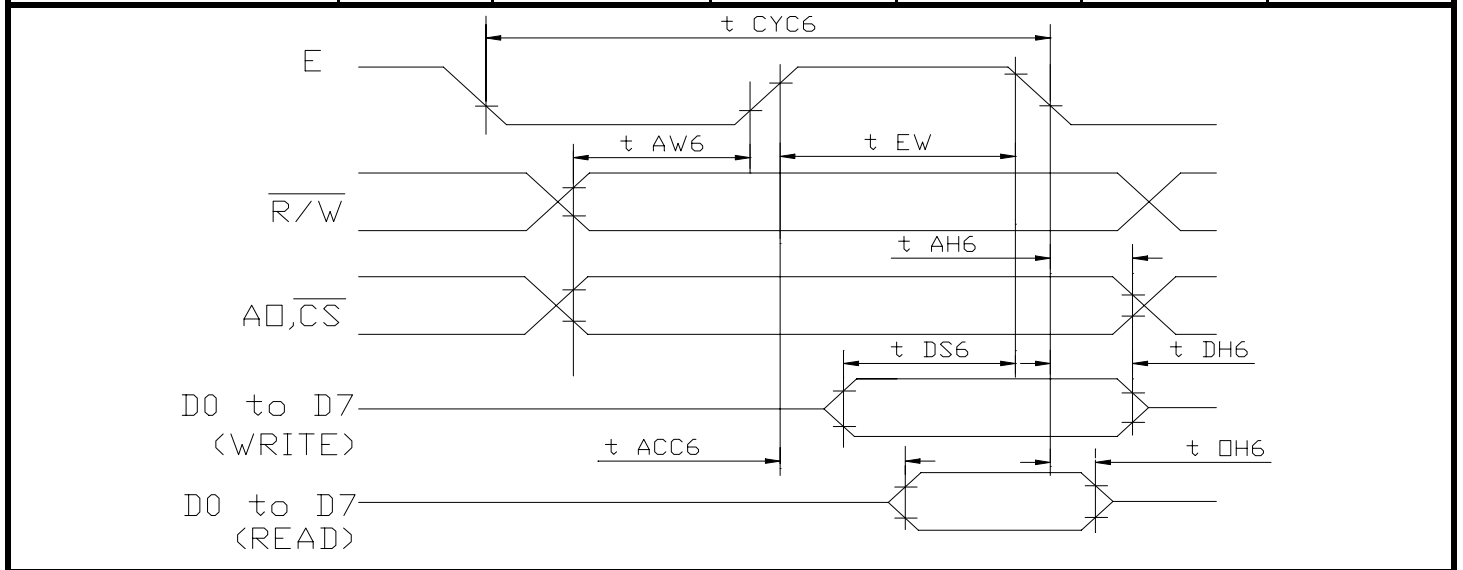 t CYC6
E
t AW6
t EW
R/W
t AH6
A0,CS
t DS6
t DH6
D0 to D7
(WRITE)
t ACC6
t OH6
D0 to D7
(READ)